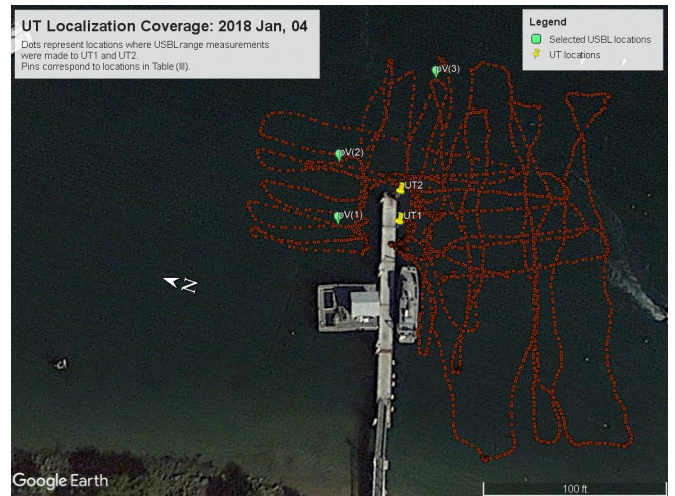 UT Localization Coverage: 2018 Jan, 04
Dots represent locations where USBL range measurements
were made to UT1 and UT2.
Pins correspond to locations in Table (III).
Legend
Selected USBL locations
UT locations
pV(3)
pV(2)
UT2
pV(1)
UT1
N
Google Earth
100 ft